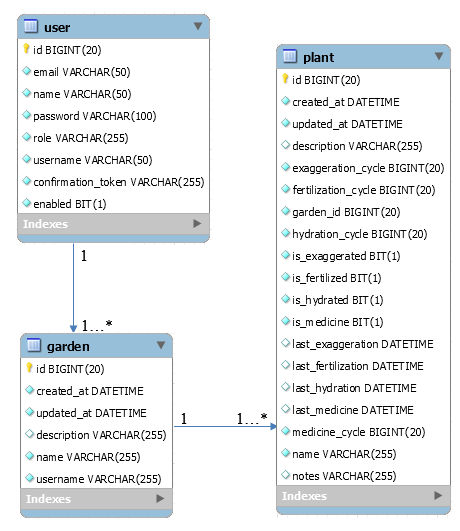 user
id BIGINT(20)
email VARCHAR(50)
name VARCHAR(50)
password VARCHAR(100)
role VARCHAR(255)
username VARCHAR(50)
confirmation_token VARCHAR(255)
enabled BIT(1)
Indexes
1
1...*
garden
id BIGINT(20)
created_at DATETIME
updated_at DATETIME
description VARCHAR(255)
name VARCHAR(255)
username VARCHAR(255)
Indexes
1
1...*
plant
id BIGINT(20)
created_at DATETIME
updated_at DATETIME
description VARCHAR(255)
exaggeration_cycle BIGINT(20)
fertilization_cycle BIGINT(20)
garden_id BIGINT(20)
hydration_cycle BIGINT(20)
is_exaggerated BIT(1)
is_fertilized BIT(1)
is_hydrated BIT(1)
is_medicine BIT(1)
last_exaggeration DATETIME
last_fertilization DATETIME
last_hydration DATETIME
last_medicine DATETIME
medicine_cycle BIGINT(20)
name VARCHAR(255)
notes VARCHAR(255)
Indexes